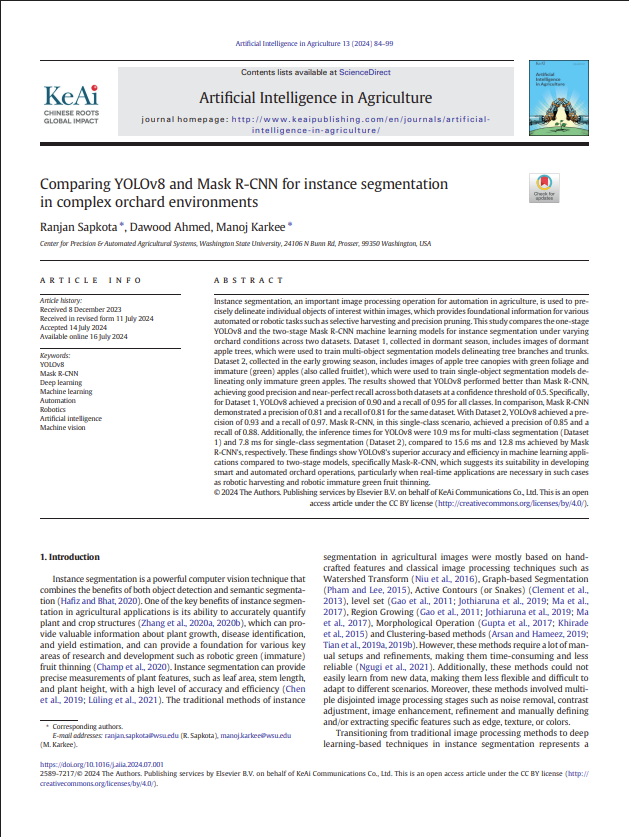 Artificial Intelligence in Agriculture 13 (2024) 84–99
KeAi
CHINESE ROOTS
GLOBAL IMPACT
Contents lists available at ScienceDirect
Artificial Intelligence in Agriculture
journal homepage: http://www.keaipublishing.com/en/journals/artificial-
intelligence-in-agriculture/
Artificial
Intelligence
in Agriculture
Comparing YOLOv8 and Mask R-CNN for instance segmentation
in complex orchard environments
Check for
updates
Ranjan Sapkota *, Dawood Ahmed, Manoj Karkee *
Center for Precision & Automated Agricultural Systems, Washington State University, 24106 N Bunn Rd, Prosser, 99350 Washington, USA
ARTICLE INFO
Article history:
Received 8 December 2023
Received in revised form 11 July 2024
Accepted 14 July 2024
Available online 16 July 2024
Keywords:
YOLOv8
Mask R-CNN
Deep learning
Machine learning
Automation
Robotics
Artificial intelligence
Machine vision
ABSTRACT
Instance segmentation, an important image processing operation for automation in agriculture, is used to pre-
cisely delineate individual objects of interest within images, which provides foundation information for various
automated or robotic tasks such as selective harvesting and precision pruning. This study compares the one-stage
YOLOv8 and the two-stage Mask R-CNN machine learning models for instance segmentation under varying
orchard conditions across two datasets. Dataset 1, collected in dormant season, includes images of dormant
apple trees, which were used to train multi-object segmentation models delineating tree branches and trunks.
Dataset 2, collected in the early growing season, includes images of apple tree canopies with green foliage and
immature (green) apples (also called fruitlet), which were used to train single-object segmentation models de-
lineating only immature green apples. The results showed that YOLOv8 performed better than Mask R-CNN,
achieving good precision and near-perfect recall across both datasets at a confidence threshold of 0.5. Specifically,
for Dataset 1, YOLOv8 achieved a precision of 0.90 and a recall of 0.95 for all classes. In comparison, Mask R-CNN
demonstrated a precision of 0.81 and a recall of 0.81 for the same dataset. With Dataset 2, YOLOv8 achieved a pre-
cision of 0.93 and a recall of 0.97. Mask R-CNN, in this single-class scenario, achieved a precision of 0.85 and a
recall of 0.88. Additionally, the inference times for YOLOv8 were 10.9 ms for multi-class segmentation (Dataset
1) and 7.8 ms for single-class segmentation (Dataset 2), compared to 15.6 ms and 12.8 ms achieved by Mask
R-CNN's, respectively. These findings show YOLOv8's superior accuracy and efficiency in machine learning appli-
cations compared to two-stage models, specifically Mask-R-CNN, which suggests its suitability in developing
smart and automated orchard operations, particularly when real-time applications are necessary in such cases
as robotic harvesting and robotic immature green fruit thinning.
© 2024 The Authors. Publishing services by Elsevier B.V. on behalf of KeAi Communications Co., Ltd. This is an open
access article under the CC BY license (http://creativecommons.org/licenses/by/4.0/).
1. Introduction
Instance segmentation is a powerful computer vision technique that
combines the benefits of both object detection and semantic segmenta-
tion (Hafiz and Bhat, 2020). One of the key benefits of instance segmen-
tation in agricultural applications is its ability to accurately quantify
plant and crop structures (Zhang et al., 2020a, 2020b), which can pro-
vide valuable information about plant growth, disease identification,
and yield estimation, and can provide a foundation for various key
areas of research and development such as robotic green (immature)
fruit thinning (Champ et al., 2020). Instance segmentation can provide
precise measurements of plant features, such as leaf area, stem length,
and plant height, with a high level of accuracy and efficiency (Chen
et al., 2019; Lüling et al., 2021). The traditional methods of instance
segmentation in agricultural images were mostly based on hand-
crafted features and classical image processing techniques such as
Watershed Transform (Niu et al., 2016), Graph-based Segmentation
(Pham and Lee, 2015), Active Contours (or Snakes) (Clement et al.,
2013), level set (Gao et al., 2011; Jothiaruna et al., 2019; Ma et al.,
2017), Region Growing (Gao et al., 2011; Jothiaruna et al., 2019; Ma
et al., 2017), Morphological Operation (Gupta et al., 2017; Khirade
et al., 2015) and Clustering-based methods (Arsan and Hameez, 2019;
Tian et al., 2019a, 2019b). However, these methods require a lot of man-
ual setups and refinements, making them time-consuming and less
reliable (Ngugi et al., 2021). Additionally, these methods could not
easily learn from new data, making them less flexible and difficult to
adapt to different scenarios. Moreover, these methods involved multi-
ple disjointed image processing stages such as noise removal, contrast
adjustment, image enhancement, refinement and manually defining
and/or extracting specific features such as edge, texture, or colors.
Transitioning from traditional image processing methods to deep
learning-based techniques in instance segmentation represents a
* Corresponding authors.
E-mail addresses: ranjan.sapkota@wsu (R. Sapkota), manoj.karkee@wsu
(M. Karkee).
https://doi.org/10.1016/j.aiia.2024.07.001
2589-7217/© 2024 The Authors. Publishing services by Elsevier B.V. on behalf of KeAi Communications Co., Ltd. This is an open access article under the CC BY license (http://
creativecommons.org/licenses/by/4.0/).